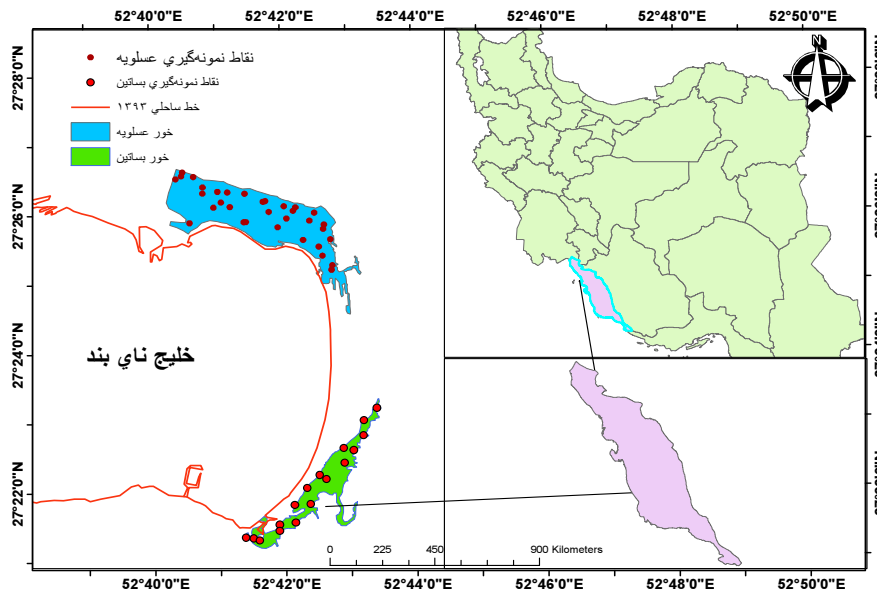 52°40'0"E 52°42'0"E 52°44'0"E 52°46'0"E 52°48'0"E 52°50'0"E
نقاط نمونه‌گيري عسلويه
نقاط نمونه‌گيري بساتين
خط ساحلي ۱۳۹۳
خور عسلويه
خور بساتين
N
27°28'0"N
27°26'0"N
27°24'0"N
27°22'0"N
خليج ناي بند
0 225 450 900 Kilometers
52°40'0"E 52°42'0"E 52°44'0"E 52°46'0"E 52°48'0"E 52°50'0"E